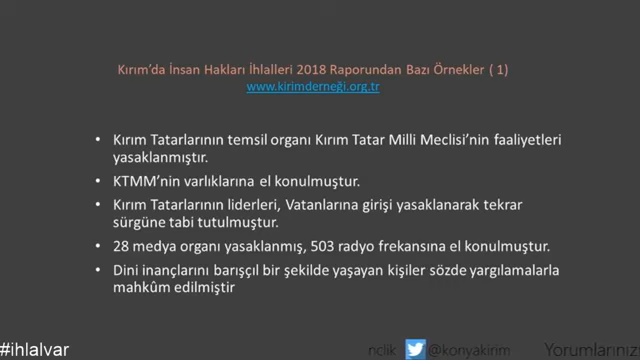 Kırım’da İnsan Hakları İhlalleri 2018 Raporundan Bazı Örnekler ( 1)
www.kirimderneği.org.tr
• Kırım Tatarlarının temsil organı Kırım Tatar Milli Meclisi’nin faaliyetleri
yasaklanmıştır.
• KTMM’nin varlıklarına el konulmuştur.
• Kırım Tatarlarının liderleri, Vatanlarına girişi yasaklanarak tekrar
sürgüne tabi tutulmuştur.
• 28 medya organı yasaklanmış, 503 radyo frekansına el konulmuştur.
• Dini inançlarını barışçıl bir şekilde yaşayan kişiler sözde yargılamalarla
mahkûm edilmiştir
#ihlalvar nclik @konyakirim Yorumlarınızı